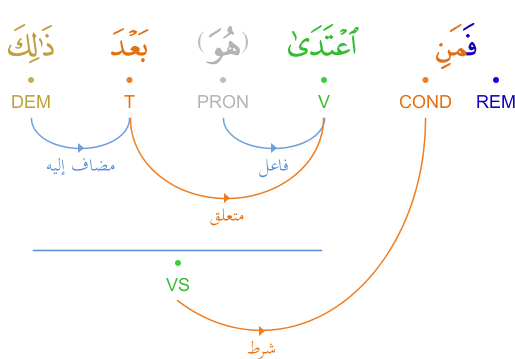 فَمَنِ ٱعْتَدَىٰ (هُوَ) بَعْدَ ذَٰلِكَ
REM COND V PRON T DEM
فاعل مضاف إليه
متعلق
VS
شرط